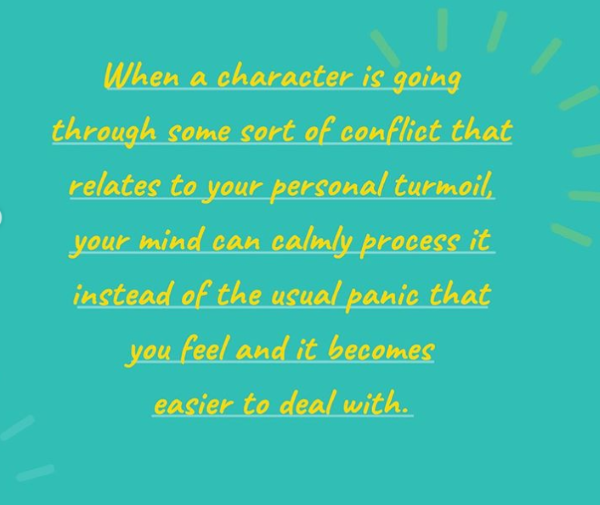 When a character is going
through some sort of conflict that
relates to your personal turmoil,
your mind can calmly process it
instead of the usual panic that
you feel and it becomes
easier to deal with.